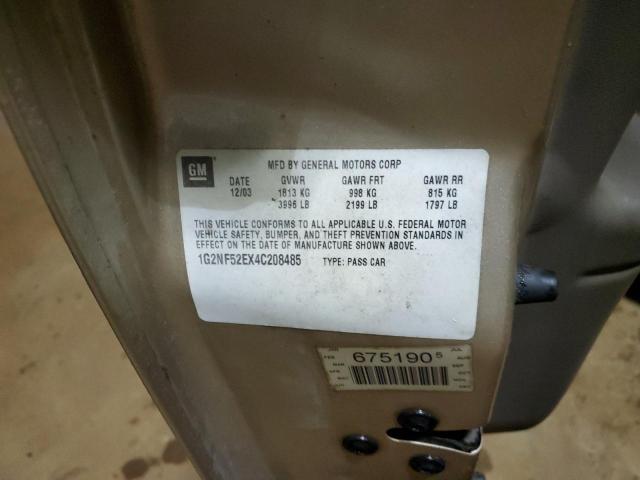 GM
MFD BY GENERAL MOTORS CORP
DATE GVWR GAWR FRT GAWR RR
12/03 1813 KG 998 KG 815 KG
3996 LB 2199 LB 1797 LB
THIS VEHICLE CONFORMS TO ALL APPLICABLE U.S. FEDERAL MOTOR
VEHICLE SAFETY, BUMPER, AND THEFT PREVENTION STANDARDS IN
EFFECT ON THE DATE OF MANUFACTURE SHOWN ABOVE.
1G2NF52EX4C208485 TYPE: PASS CAR
675190 5